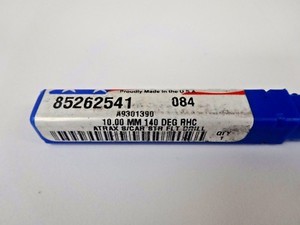 Proudly Made in the U.S.A.
85262541 084
A9301390
10.00 MM 140 DEG RHC
ATRAX S/CAR STR FLT DRILL
QTY
1